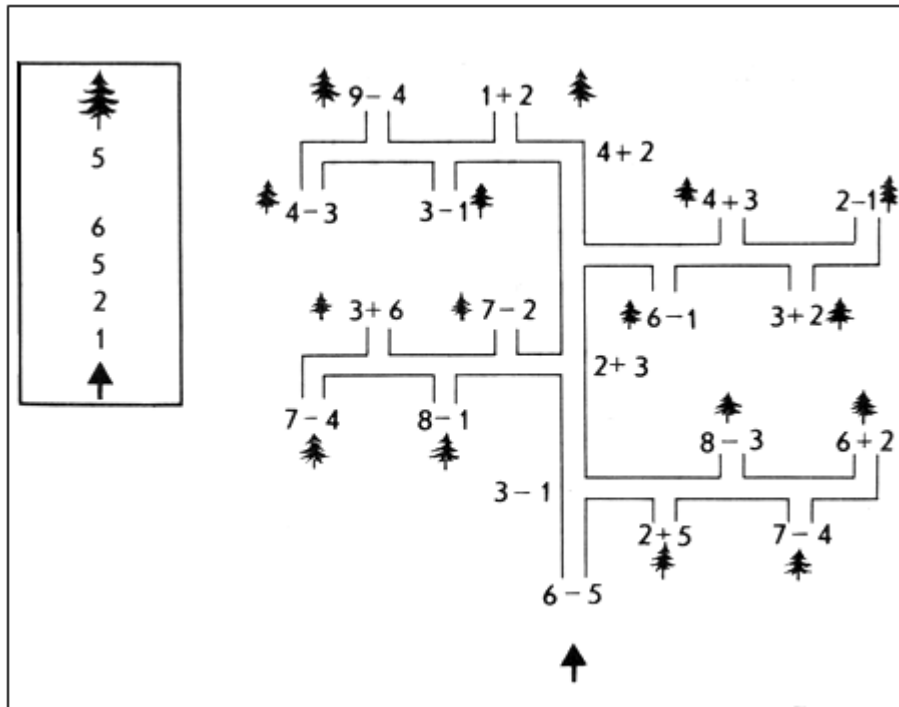 5
6
5
2
1
9 - 4
1 + 2
4 + 2
4 - 3
3 - 1
4 + 3
2 - 1
6 - 1
3 + 2
3 + 6
7 - 2
2 + 3
7 - 4
8 - 1
8 - 3
6 + 2
3 - 1
2 + 5
7 - 4
6 - 5